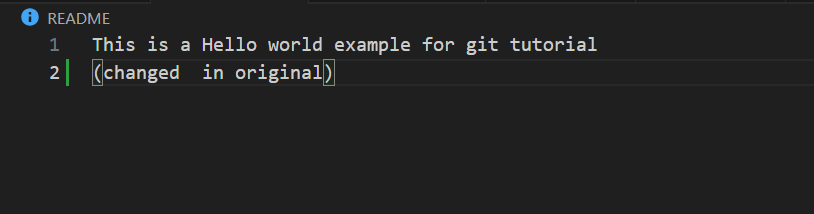 README
1 This is a Hello world example for git tutorial
2 (changed  in original)